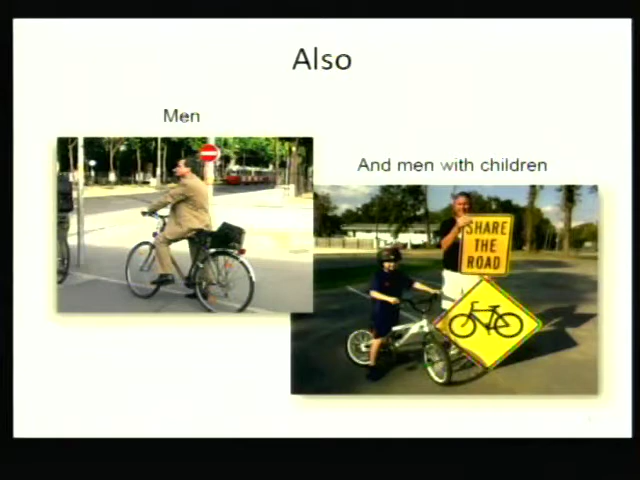 Also
Men
And men with children
SHARE
THE
ROAD